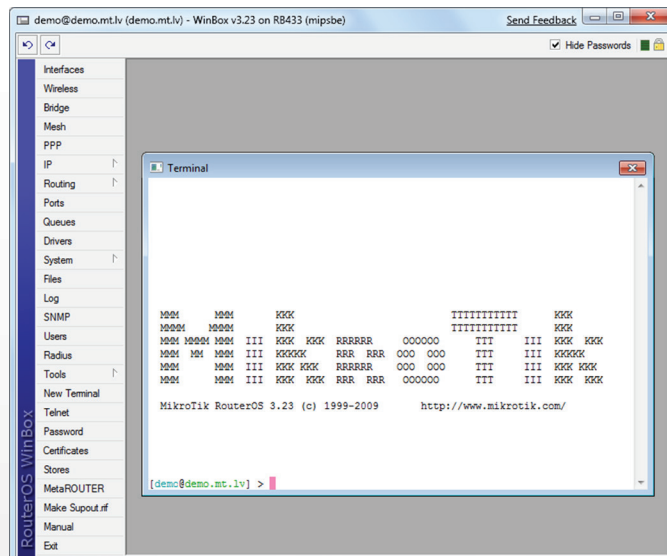 demo@demo.mt.lv (demo.mt.lv) - WinBox v3.23 on RB433 (mipsbe)
Send Feedback
Hide Passwords
Interfaces
Wireless
Bridge
Mesh
PPP
IP
Routing
Ports
Queues
Drivers
System
Files
Log
SNMP
Users
Radius
Tools
New Terminal
Telnet
Password
Certificates
Stores
MetaROUTER
Make Supout.rif
Manual
Exit
RouterOS WinBox
Terminal
MMM      MMM       KKK                          TTTTTTTTTTT      KKK
MMMM    MMMM       KKK                          TTTTTTTTTTT      KKK
MMM MMMM MMM  III  KKK  KKK  RRRRRR     OOOOOO      TTT     III  KKK  KKK
MMM  MM  MMM  III  KKKKK     RRR  RRR  OOO  OOO     TTT     III  KKKKK
MMM      MMM  III  KKK KKK   RRRRRR    OOO  OOO     TTT     III  KKK KKK
MMM      MMM  III  KKK  KKK  RRR  RRR   OOOOOO      TTT     III  KKK  KKK
MikroTik RouterOS 3.23 (c) 1999-2009       http://www.mikrotik.com/
[demo@demo.mt.lv] >